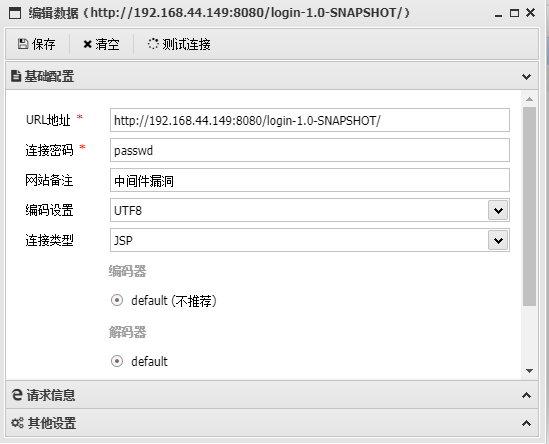 编辑数据（http://192.168.44.149:8080/login-1.0-SNAPSHOT/）
保存 清空 测试连接
基础配置
URL地址 * http://192.168.44.149:8080/login-1.0-SNAPSHOT/
连接密码 * passwd
网站备注 中间件漏洞
编码设置 UTF8
连接类型 JSP
编码器
default (不推荐)
解码器
default
请求信息
其他设置